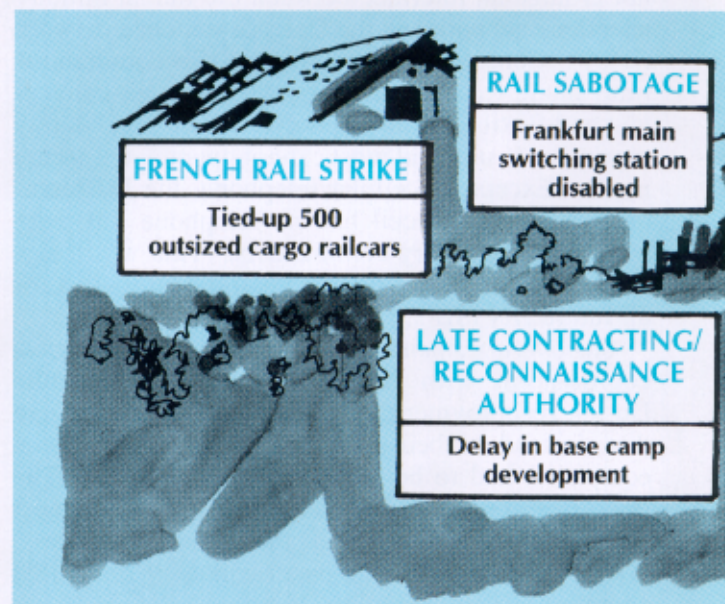 RAIL SABOTAGE
Frankfurt main
switching station
disabled
FRENCH RAIL STRIKE
Tied-up 500
outsized cargo railcars
LATE CONTRACTING/
RECONNAISSANCE
AUTHORITY
Delay in base camp
development